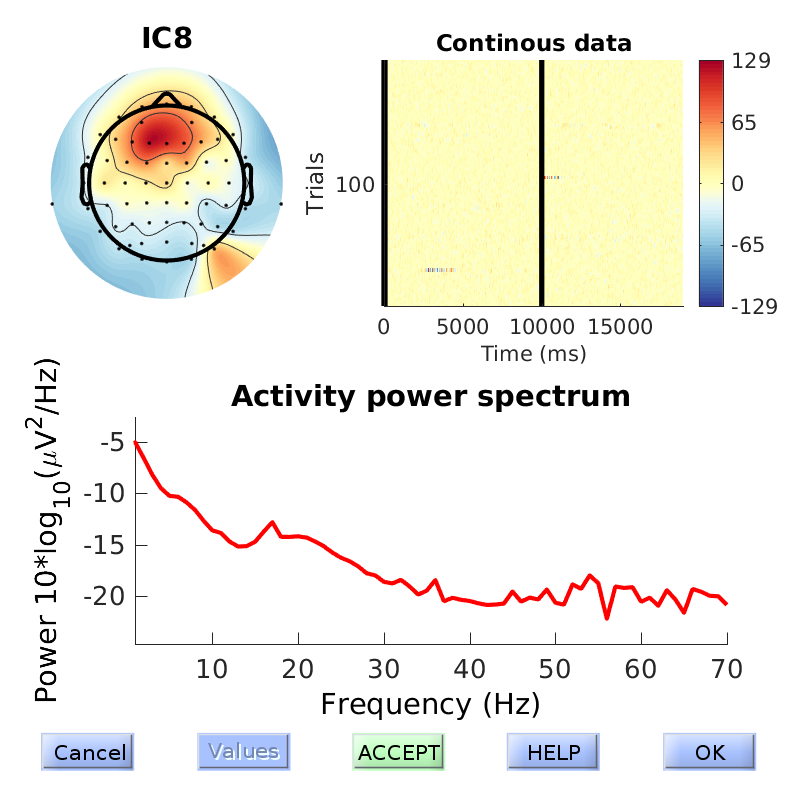 IC8
Continous data
Trials
100
0
5000
10000
15000
Time (ms)
129
65
0
-65
-129
Activity power spectrum
Power 10*log10(μV2/Hz)
-5
-10
-15
-20
10
20
30
40
50
60
70
Frequency (Hz)
Cancel
Values
ACCEPT
HELP
OK